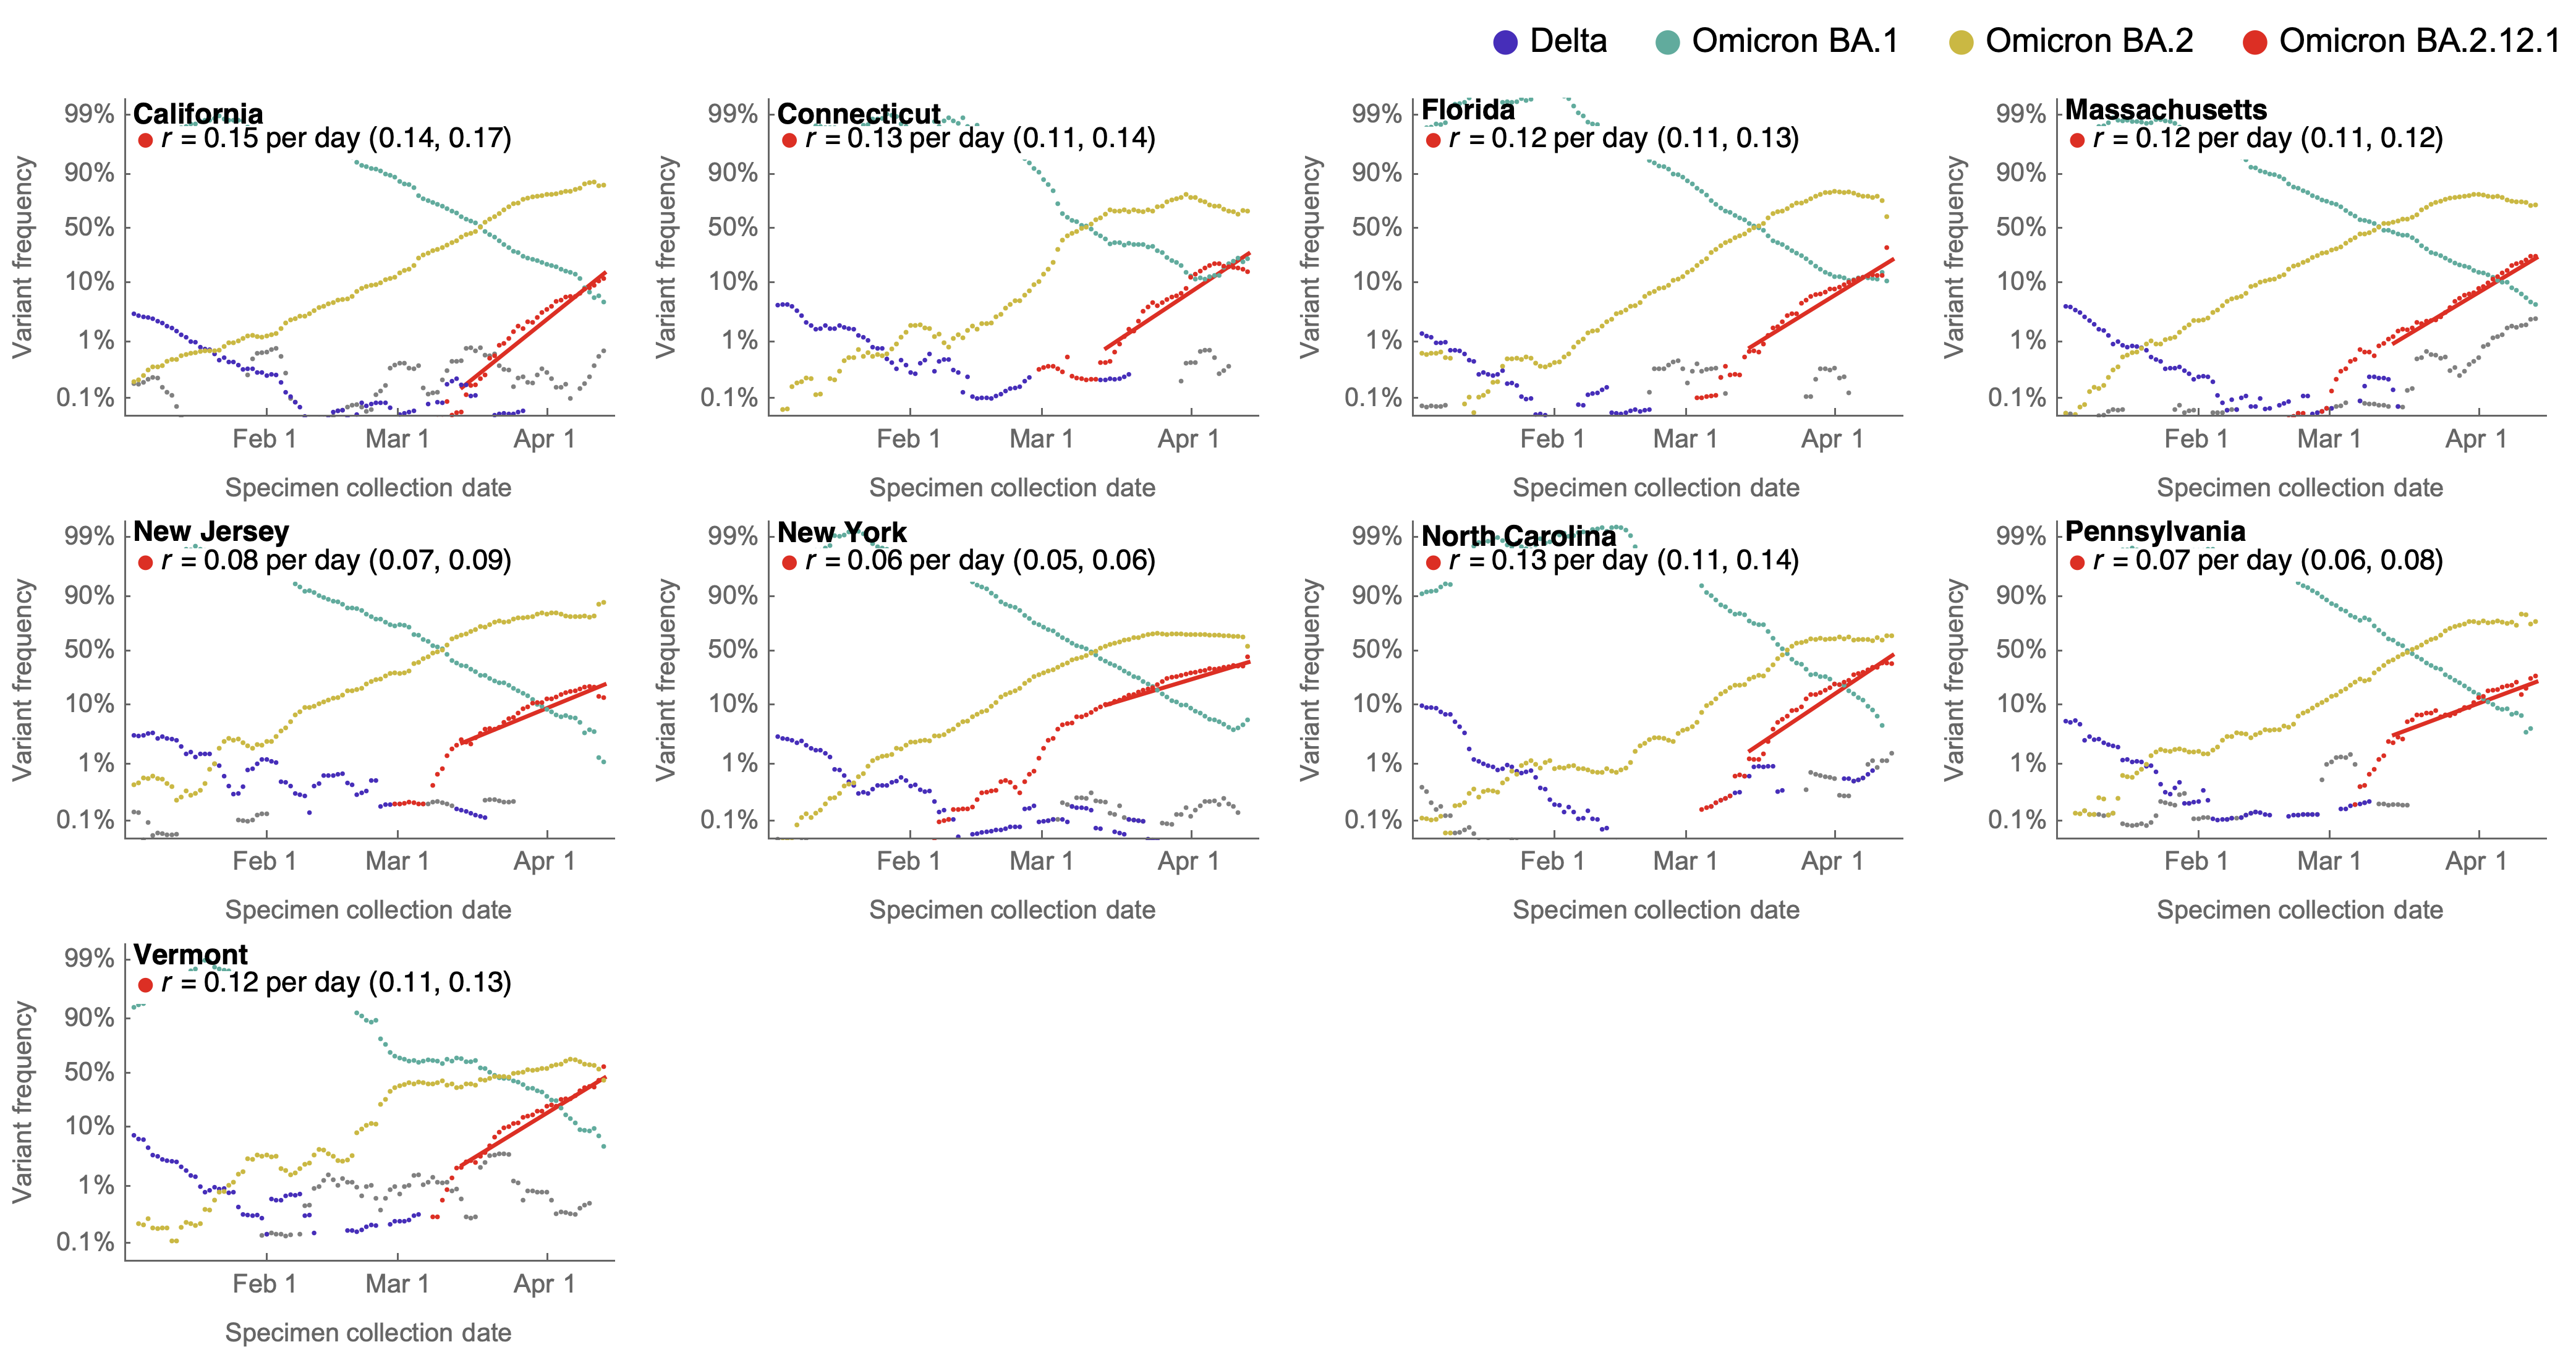 Delta Omicron BA.1 Omicron BA.2 Omicron BA.2.12.1
California
r = 0.15 per day (0.14, 0.17)
99%
90%
50%
10%
1%
0.1%
Variant frequency
Feb 1 Mar 1 Apr 1
Specimen collection date
Connecticut
r = 0.13 per day (0.11, 0.14)
99%
90%
50%
10%
1%
0.1%
Variant frequency
Feb 1 Mar 1 Apr 1
Specimen collection date
Florida
r = 0.12 per day (0.11, 0.13)
99%
90%
50%
10%
1%
0.1%
Variant frequency
Feb 1 Mar 1 Apr 1
Specimen collection date
Massachusetts
r = 0.12 per day (0.11, 0.12)
99%
90%
50%
10%
1%
0.1%
Variant frequency
Feb 1 Mar 1 Apr 1
Specimen collection date
New Jersey
r = 0.08 per day (0.07, 0.09)
99%
90%
50%
10%
1%
0.1%
Variant frequency
Feb 1 Mar 1 Apr 1
Specimen collection date
New York
r = 0.06 per day (0.05, 0.06)
99%
90%
50%
10%
1%
0.1%
Variant frequency
Feb 1 Mar 1 Apr 1
Specimen collection date
North Carolina
r = 0.13 per day (0.11, 0.14)
99%
90%
50%
10%
1%
0.1%
Variant frequency
Feb 1 Mar 1 Apr 1
Specimen collection date
Pennsylvania
r = 0.07 per day (0.06, 0.08)
99%
90%
50%
10%
1%
0.1%
Variant frequency
Feb 1 Mar 1 Apr 1
Specimen collection date
Vermont
r = 0.12 per day (0.11, 0.13)
99%
90%
50%
10%
1%
0.1%
Variant frequency
Feb 1 Mar 1 Apr 1
Specimen collection date